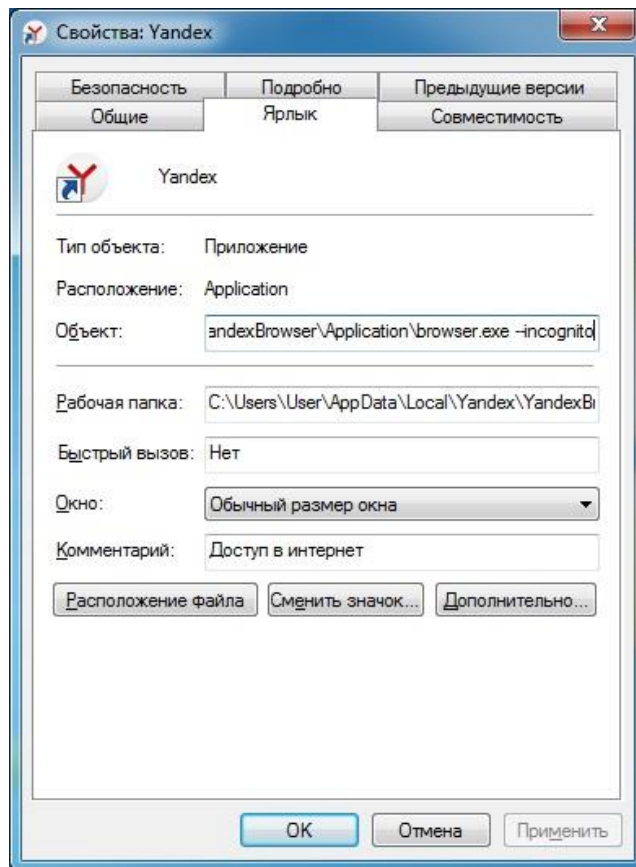 Свойства: Yandex
Безопасность Подробно Предыдущие версии
Общие Ярлык Совместимость
Yandex
Тип объекта: Приложение
Расположение: Application
Объект: andexBrowser\Application\browser.exe --incognito
Рабочая папка: C:\Users\User\AppData\Local\Yandex\YandexBr
Быстрый вызов: Нет
Окно: Обычный размер окна
Комментарий: Доступ в интернет
Расположение файла Сменить значок... Дополнительно...
OK Отмена Применить